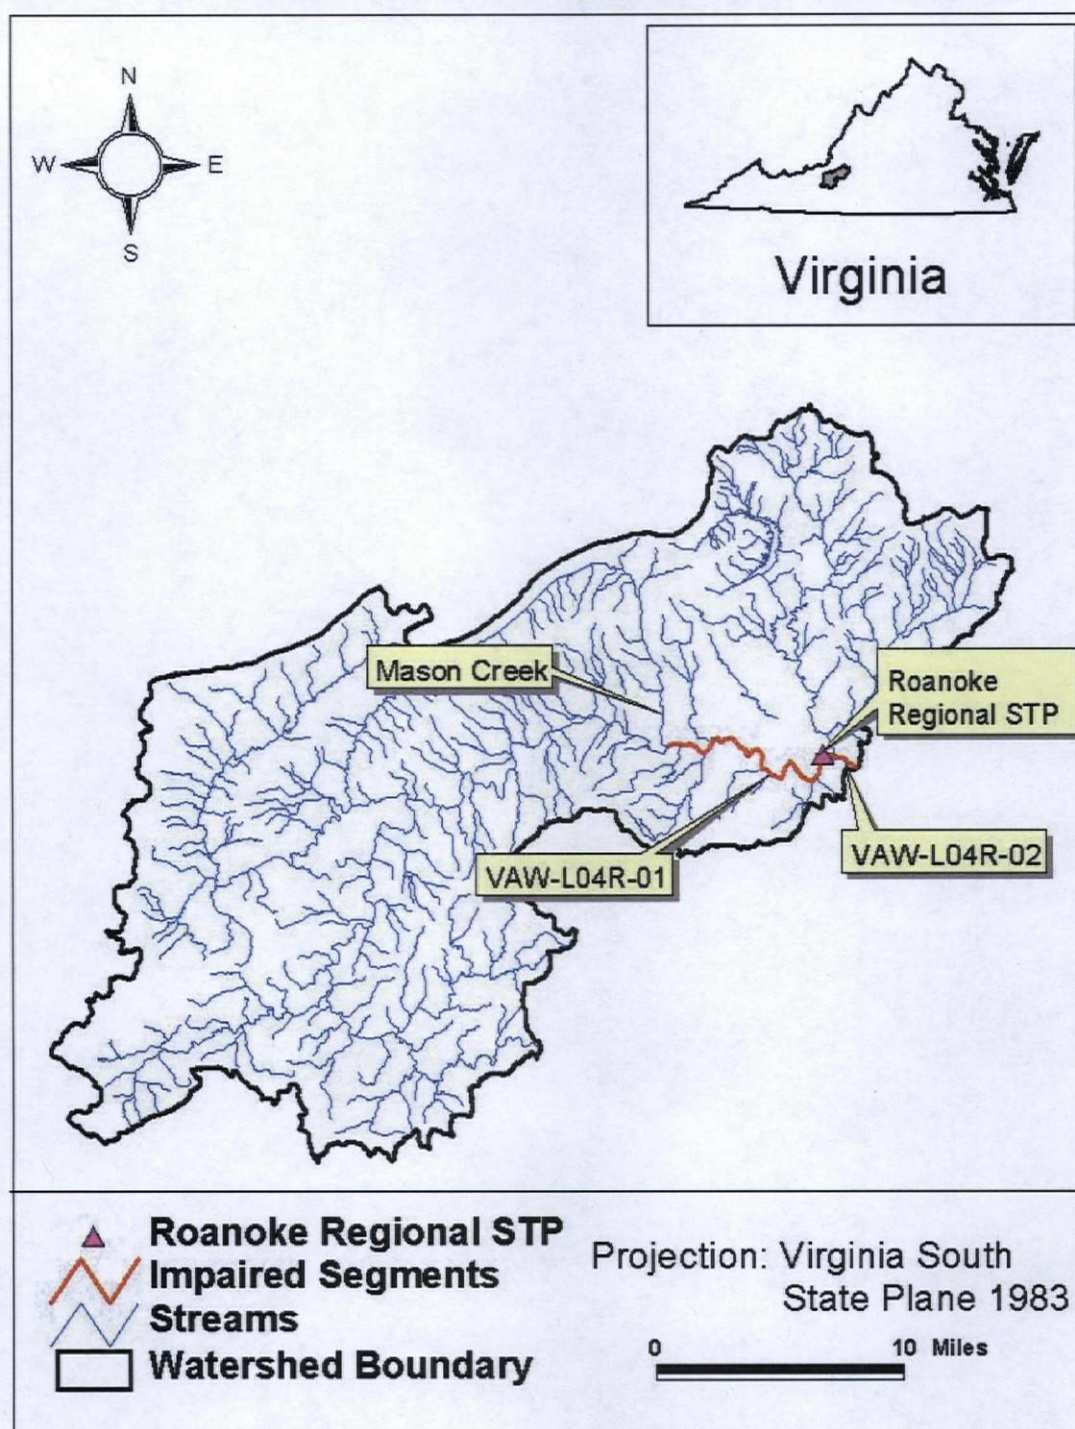 N
W
E
S
Virginia
Mason Creek
Roanoke
Regional STP
VAW-L04R-01
VAW-L04R-02
Roanoke Regional STP
Impaired Segments
Streams
Watershed Boundary
Projection: Virginia South
State Plane 1983
0
10 Miles